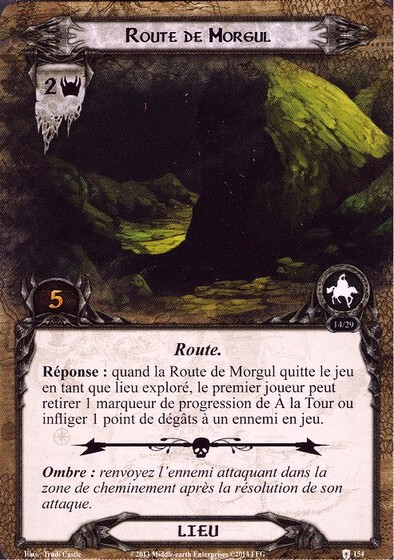 Route de Morgul
2
5
14/29
Route.
Réponse : quand la Route de Morgul quitte le jeu
en tant que lieu exploré, le premier joueur peut
retirer 1 marqueur de progression de À la Tour ou
infliger 1 point de dégâts à un ennemi en jeu.
Ombre : renvoyez l'ennemi attaquant dans la
zone de cheminement après la résolution de son
attaque.
LIEU
Illus. Trudi Castle
©2013 Middle-earth Enterprises ©2013 FFG
154